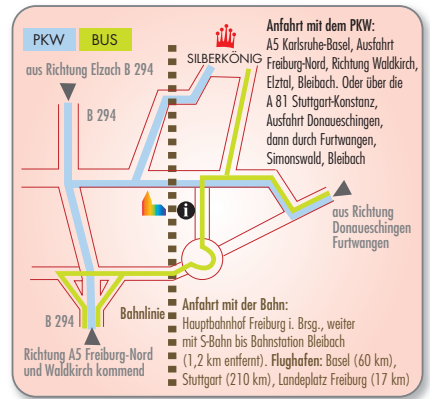 PKW
BUS
SILBERKÖNIG
Anfahrt mit dem PKW:
A5 Karlsruhe-Basel, Ausfahrt
Freiburg-Nord, Richtung Waldkirch,
Elztal, Bleibach. Oder über die
A 81 Stuttgart-Konstanz,
Ausfahrt Donaueschingen,
dann durch Furtwangen,
Simonswald, Bleibach
aus Richtung Elzach B 294
B 294
i
aus Richtung
Donaueschingen
Furtwangen
B 294
Bahnlinie
Richtung A5 Freiburg-Nord
und Waldkirch kommend
Anfahrt mit der Bahn:
Hauptbahnhof Freiburg i. Brsg., weiter
mit S-Bahn bis Bahnstation Bleibach
(1,2 km entfernt). Flughafen: Basel (60 km),
Stuttgart (210 km), Landeplatz Freiburg (17 km)